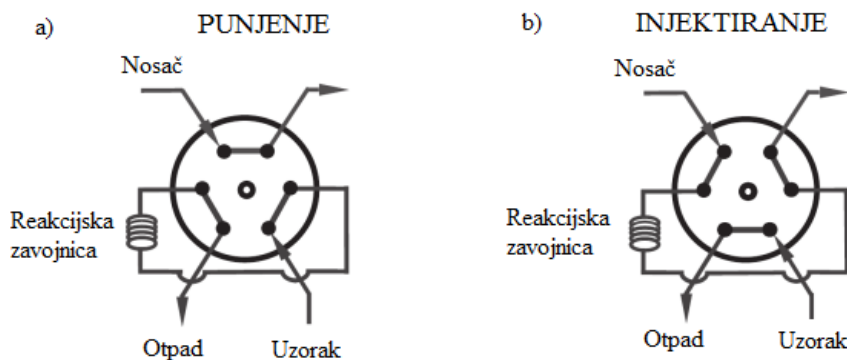 a)
PUNJENJE
Nosač
Reakcijska
zavojnica
Otpad
Uzorak
b)
INJEKTIRANJE
Nosač
Reakcijska
zavojnica
Otpad
Uzorak